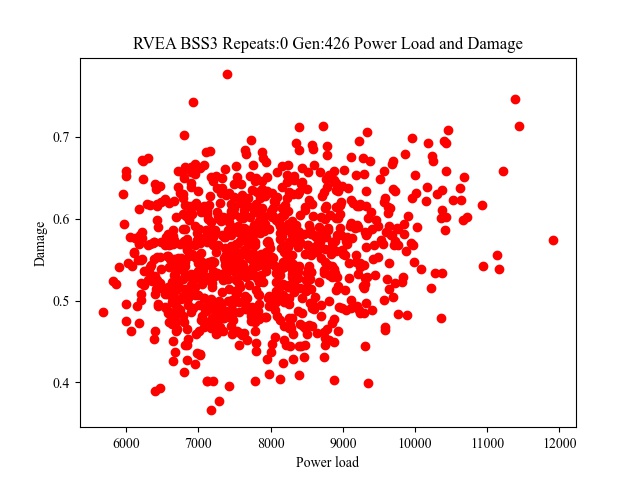 RVEA BSS3 Repeats:0 Gen:426 Power Load and Damage
Damage
0.7
0.6
0.5
0.4
6000 7000 8000 9000 10000 11000 12000
Power load